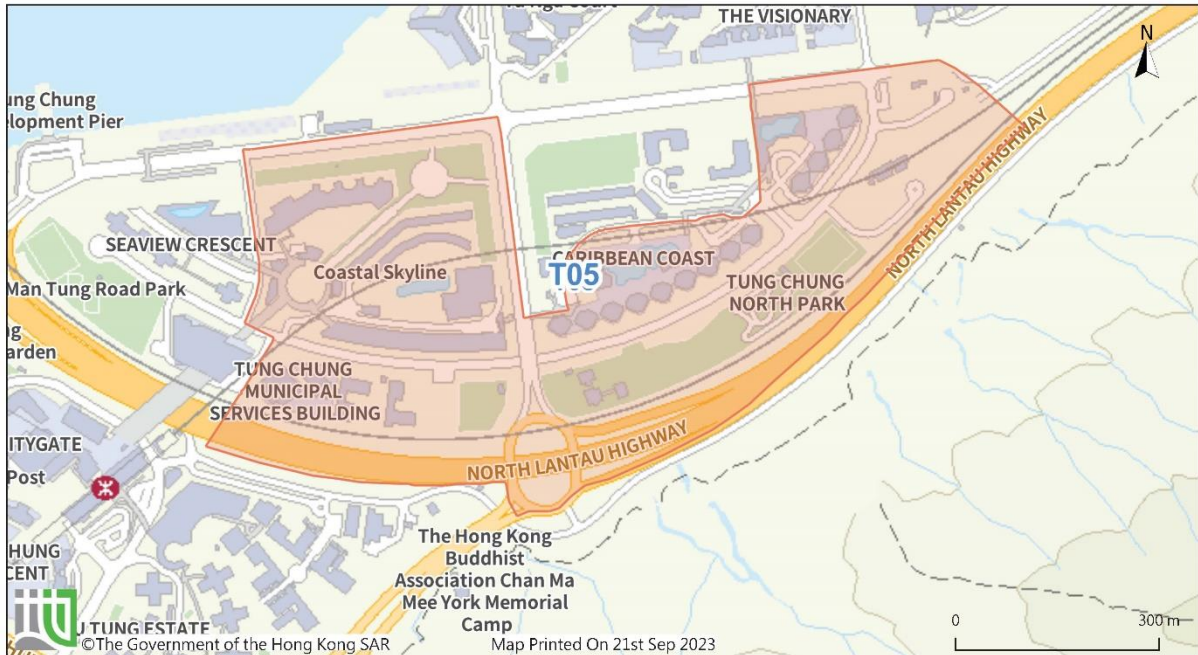 THE VISIONARY
N
ung Chung
elopment Pier
SEAVIEW CRESCENT
Man Tung Road Park
Coastal Skyline
CARIBBEAN COAST
T05
TUNG CHUNG
NORTH PARK
NORTH LANTAU HIGHWAY
ng
arden
TUNG CHUNG
MUNICIPAL
SERVICES BUILDING
ITYGATE
Post
NORTH LANTAU HIGHWAY
The Hong Kong
Buddhist
Association Chan Ma
Mee York Memorial
Camp
HUNG
CENT
U TUNG ESTATE
0
300 m
©The Government of the Hong Kong SAR
Map Printed On 21st Sep 2023